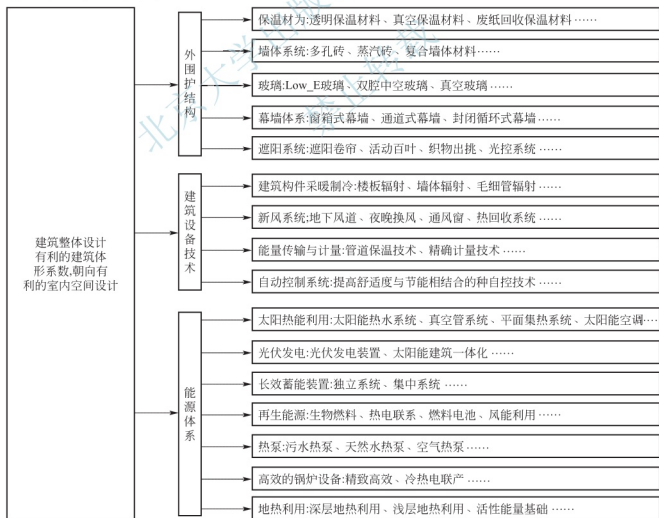 保温材为:透明保温材料、真空保温材料、废纸回收保温材料……
墙体系统:多孔砖、蒸汽砖、复合墙体材料……
玻璃:Low_E玻璃、双腔中空玻璃、真空玻璃……
幕墙体系:窗箱式幕墙、通道式幕墙、封闭循环式幕墙……
遮阳系统:遮阳卷帘、活动百叶、织物出挑、光控系统……
外围护结构
建筑构件采暖制冷:楼板辐射、墙体辐射、毛细管辐射……
新风系统:地下风道、夜晚换风、通风窗、热回收系统……
能量传输与计量:管道保温技术、精确计量技术……
自动控制系统:提高舒适度与节能相结合的种自控技术……
建筑设备技术
建筑整体设计
有利的建筑体
形系数,朝向有
利的室内空间设计
太阳热能利用:太阳能热水系统、真空管系统、平面集热系统、太阳能空调……
光伏发电:光伏发电装置、太阳能建筑一体化……
长效蓄能装置:独立系统、集中系统……
再生能源:生物燃料、热电联系、燃料电池、风能利用……
热泵:污水热泵、天然水热泵、空气热泵……
高效的锅炉设备:精致高效、冷热电联产……
地热利用:深层地热利用、浅层地热利用、活性能量基础……
能源体系
北京大学出版
禁止转载